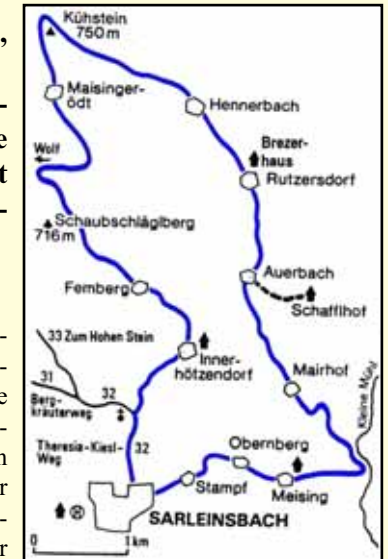 Kühstein
750 m
Maisinger-
ödt
Hennerbach
Wolf
Brezer-
haus
Rutzersdorf
Schaubschläglberg
716 m
Auerbach
Femberg
Schafflhof
33 Zum Hohen Stein
Inner-
hötzendorf
31
32
Berg-
kräuterweg
Mairhof
Kleine Mühl
Theresia-Kiesl-
Weg
32
Obernberg
Stampf
Meising
SARLEINSBACH
0 1 km